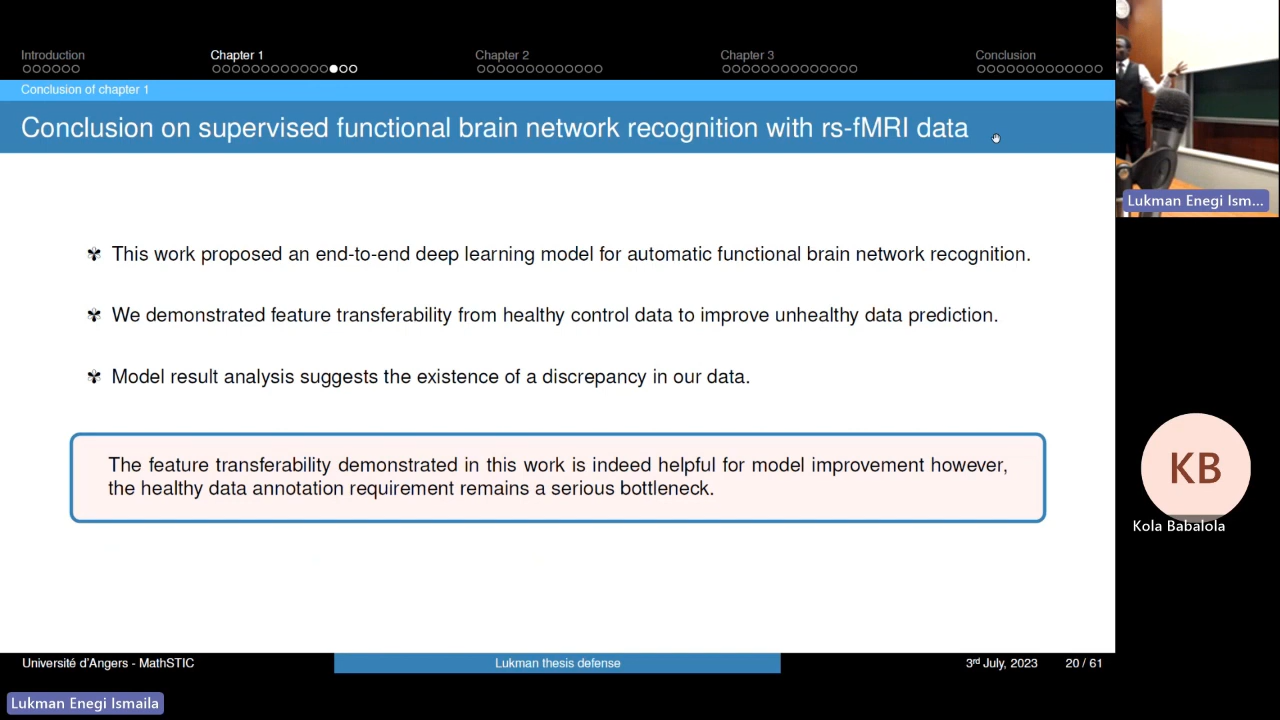 Introduction
Chapter 1
Chapter 2
Chapter 3
Conclusion
Conclusion of chapter 1
Conclusion on supervised functional brain network recognition with rs-fMRI data
This work proposed an end-to-end deep learning model for automatic functional brain network recognition.
We demonstrated feature transferability from healthy control data to improve unhealthy data prediction.
Model result analysis suggests the existence of a discrepancy in our data.
The feature transferability demonstrated in this work is indeed helpful for model improvement however,
the healthy data annotation requirement remains a serious bottleneck.
Université d'Angers - MathSTIC
Lukman thesis defense
3rd July, 2023
20 / 61
Lukman Enegi Ismaila
Lukman Enegi Ism...
KB
Kola Babalola